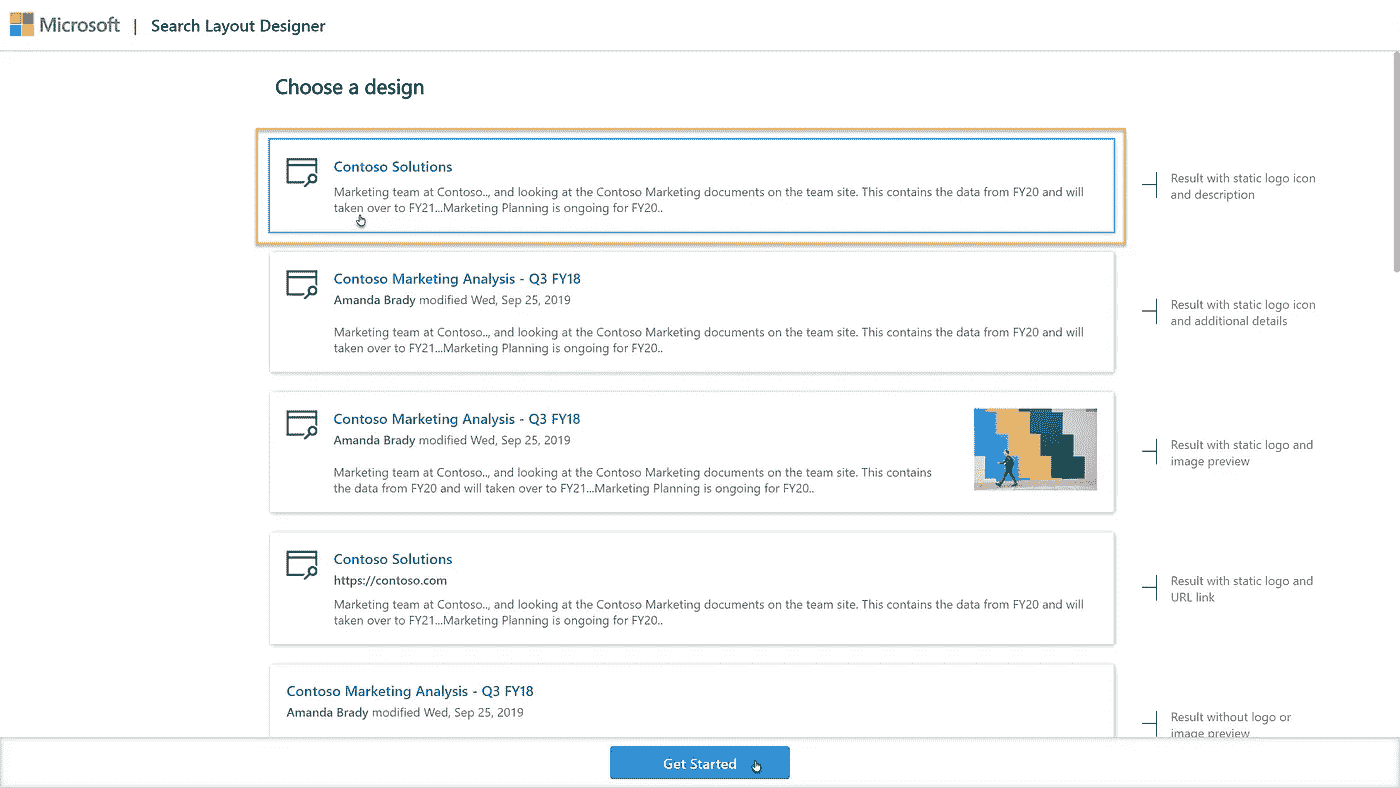 Microsoft | Search Layout Designer
Choose a design
Contoso Solutions
Marketing team at Contoso.., and looking at the Contoso Marketing documents on the team site. This contains the data from FY20 and will
taken over to FY21...Marketing Planning is ongoing for FY20..
Result with static logo icon
and description
Contoso Marketing Analysis - Q3 FY18
Amanda Brady modified Wed, Sep 25, 2019
Marketing team at Contoso.., and looking at the Contoso Marketing documents on the team site. This contains the data from FY20 and will
taken over to FY21...Marketing Planning is ongoing for FY20..
Result with static logo icon
and additional details
Contoso Marketing Analysis - Q3 FY18
Amanda Brady modified Wed, Sep 25, 2019
Marketing team at Contoso.., and looking at the Contoso Marketing documents on the team site. This contains
the data from FY20 and will taken over to FY21...Marketing Planning is ongoing for FY20..
Result with static logo and
image preview
Contoso Solutions
https://contoso.com
Marketing team at Contoso.., and looking at the Contoso Marketing documents on the team site. This contains the data from FY20 and will
taken over to FY21...Marketing Planning is ongoing for FY20..
Result with static logo and
URL link
Contoso Marketing Analysis - Q3 FY18
Amanda Brady modified Wed, Sep 25, 2019
Result without logo or
image preview
Get Started